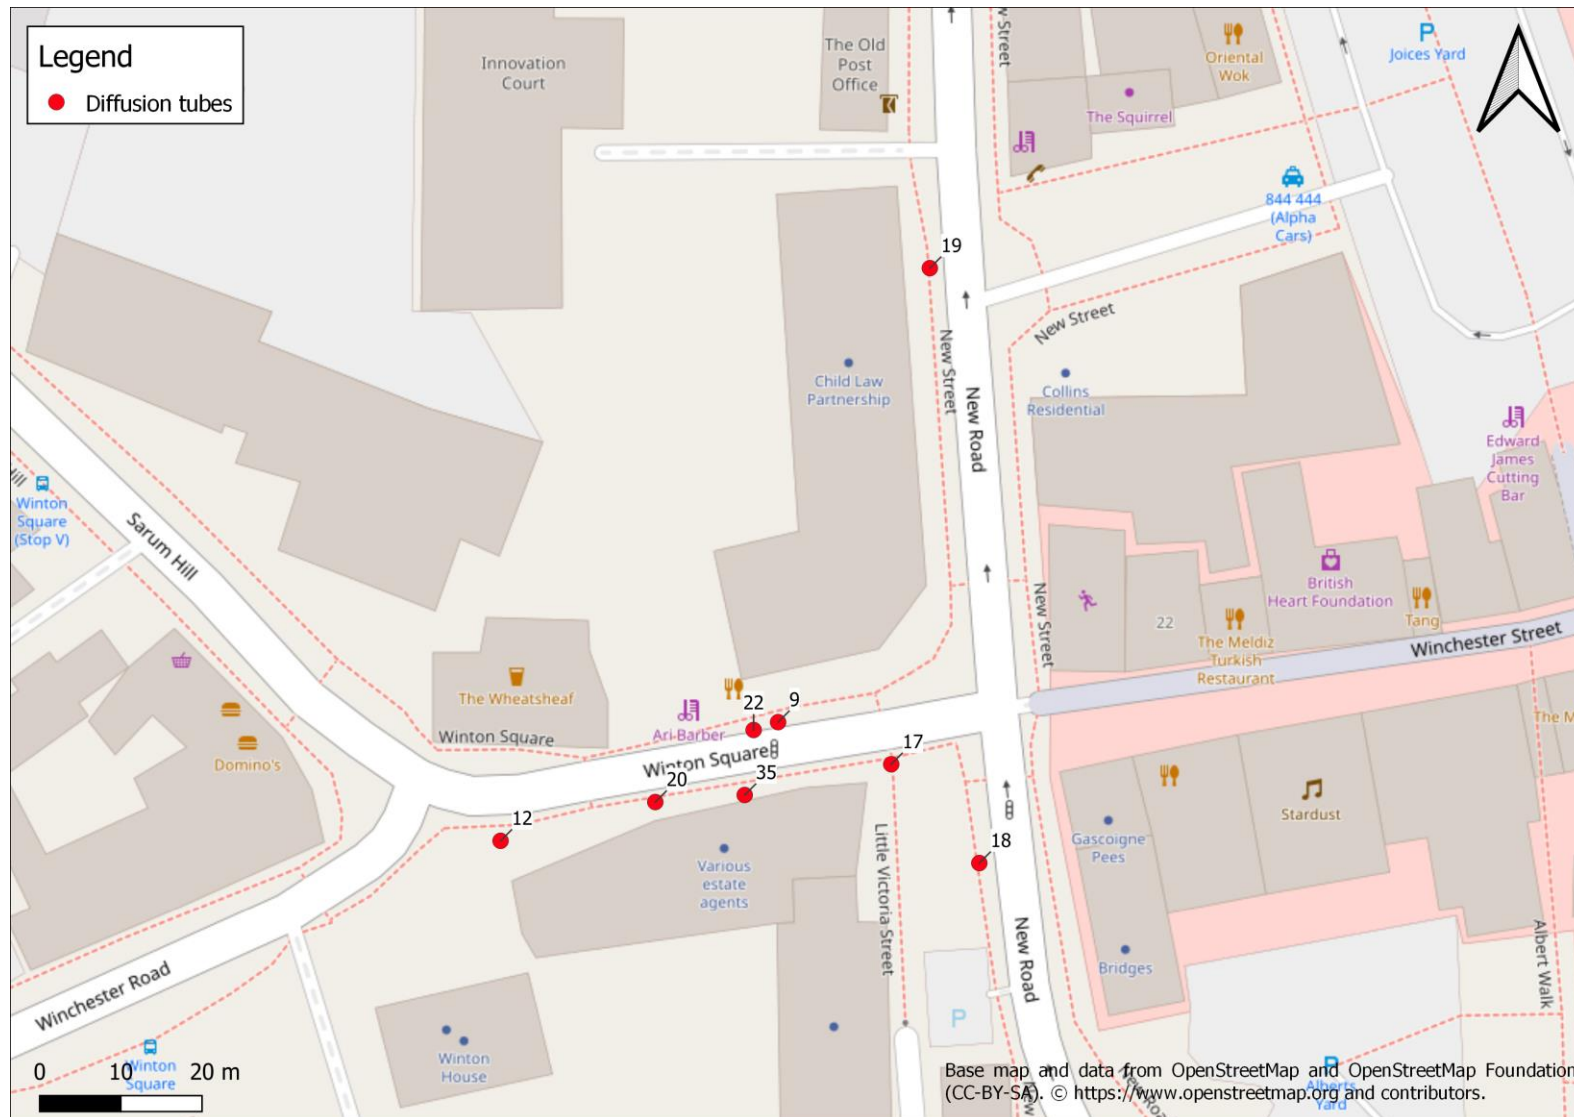 Legend
Diffusion tubes
Innovation
Court
The Old
Post
Office
Oriental
Wok
P
Joices Yard
The Squirrel
844 444
(Alpha
Cars)
19
New Street
New Street
New Road
Child Law
Partnership
Collins
Residential
Edward
James
Cutting
Bar
Winton
Square
(Stop V)
Sarum Hill
British
Heart Foundation
Tang
22
The Meldiz
Turkish
Restaurant
Winchester Street
New Street
The Wheatsheaf
Winton Square
Ari Barber
22
9
Winton Square
17
20
35
12
18
Domino's
Stardust
Gascoigne
Pees
Various
estate
agents
Little Victoria Street
New Road
Bridges
Albert Walk
Winchester Road
Winton
House
P
Winton
Square
P
Alberts
Yard
New Road
0 10 20 m
Base map and data from OpenStreetMap and OpenStreetMap Foundation
(CC-BY-SA). © https://www.openstreetmap.org and contributors.